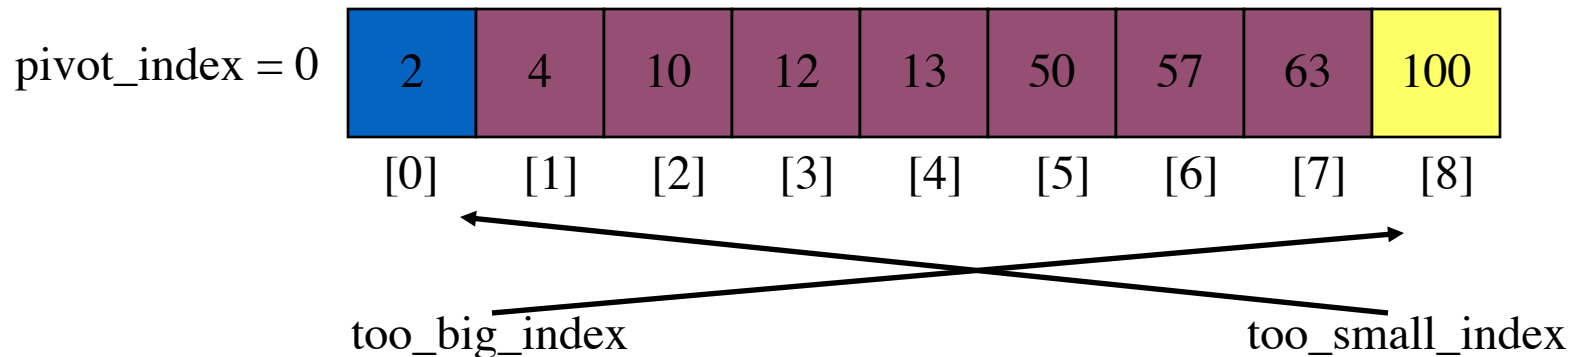 pivot_index = 0 2 4 10 12 13 50 57 63 100
[0] [1] [2] [3] [4] [5] [6] [7] [8]
too_big_index too_small_index